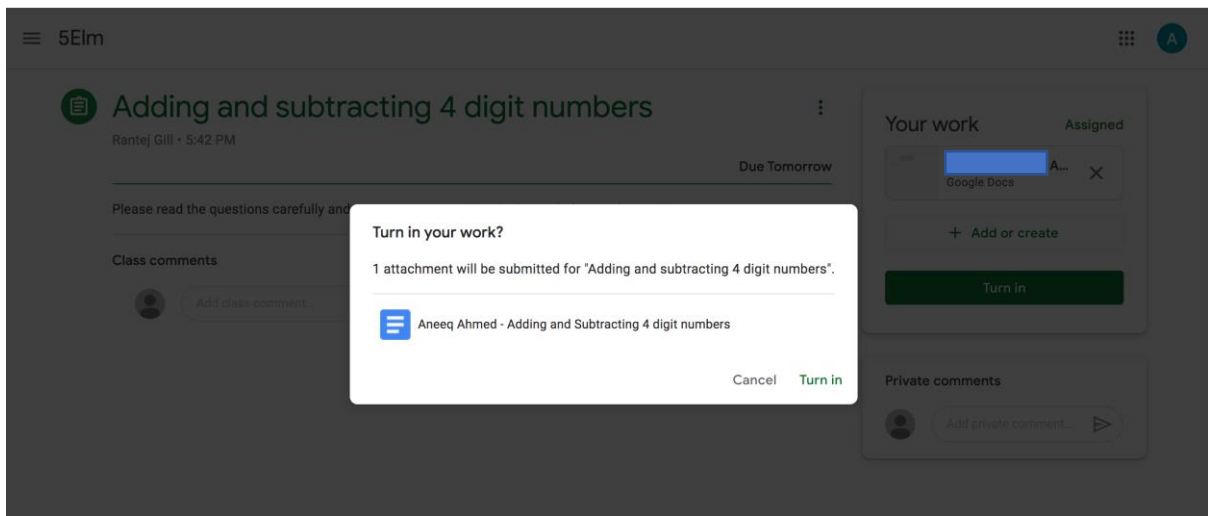 5Elm
A
Adding and subtracting 4 digit numbers
Rantej Gill • 5:42 PM
Due Tomorrow
Please read the questions carefully and
Class comments
Add class comment
Turn in your work?
1 attachment will be submitted for "Adding and subtracting 4 digit numbers".
Aneeq Ahmed - Adding and Subtracting 4 digit numbers
Cancel Turn in
Your work Assigned
A...
Google Docs
+ Add or create
Turn in
Private comments
Add private comment...